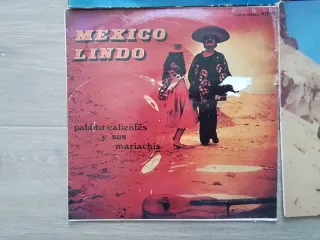 MEXICO
LINDO
pablito calientes
y sus
mariachis